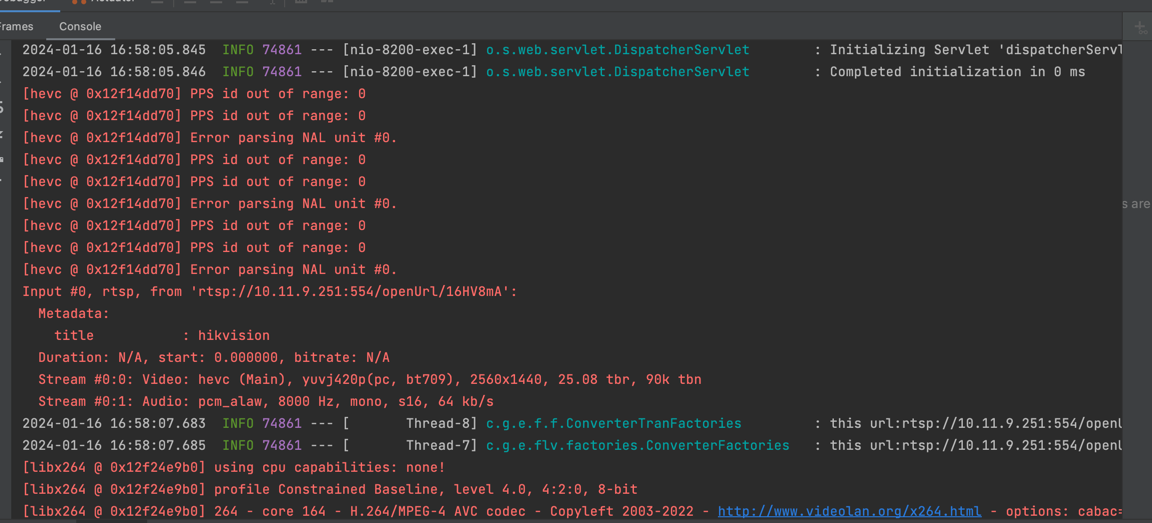 Frames Console
2024-01-16 16:58:05.845 INFO 74861 --- [nio-8200-exec-1] o.s.web.servlet.DispatcherServlet : Initializing Servlet 'dispatcherServl
2024-01-16 16:58:05.846 INFO 74861 --- [nio-8200-exec-1] o.s.web.servlet.DispatcherServlet : Completed initialization in 0 ms
[hevc @ 0x12f14dd70] PPS id out of range: 0
[hevc @ 0x12f14dd70] PPS id out of range: 0
[hevc @ 0x12f14dd70] Error parsing NAL unit #0.
[hevc @ 0x12f14dd70] PPS id out of range: 0
[hevc @ 0x12f14dd70] PPS id out of range: 0
[hevc @ 0x12f14dd70] Error parsing NAL unit #0.
[hevc @ 0x12f14dd70] PPS id out of range: 0
[hevc @ 0x12f14dd70] PPS id out of range: 0
[hevc @ 0x12f14dd70] Error parsing NAL unit #0.
Input #0, rtsp, from 'rtsp://10.11.9.251:554/openUrl/16HV8mA':
Metadata:
title : hikvision
Duration: N/A, start: 0.000000, bitrate: N/A
Stream #0:0: Video: hevc (Main), yuvj420p(pc, bt709), 2560x1440, 25.08 tbr, 90k tbn
Stream #0:1: Audio: pcm_alaw, 8000 Hz, mono, s16, 64 kb/s
2024-01-16 16:58:07.683 INFO 74861 --- [ Thread-8] c.g.e.f.f.ConverterTranFactories : this url:rtsp://10.11.9.251:554/openU
2024-01-16 16:58:07.685 INFO 74861 --- [ Thread-7] c.g.e.flv.factories.ConverterFactories : this url:rtsp://10.11.9.251:554/openU
[libx264 @ 0x12f24e9b0] using cpu capabilities: none!
[libx264 @ 0x12f24e9b0] profile Constrained Baseline, level 4.0, 4:2:0, 8-bit
[libx264 @ 0x12f24e9b0] 264 - core 164 - H.264/MPEG-4 AVC codec - Copyleft 2003-2022 - http://www.videolan.org/x264.html - options: cabac=
s are